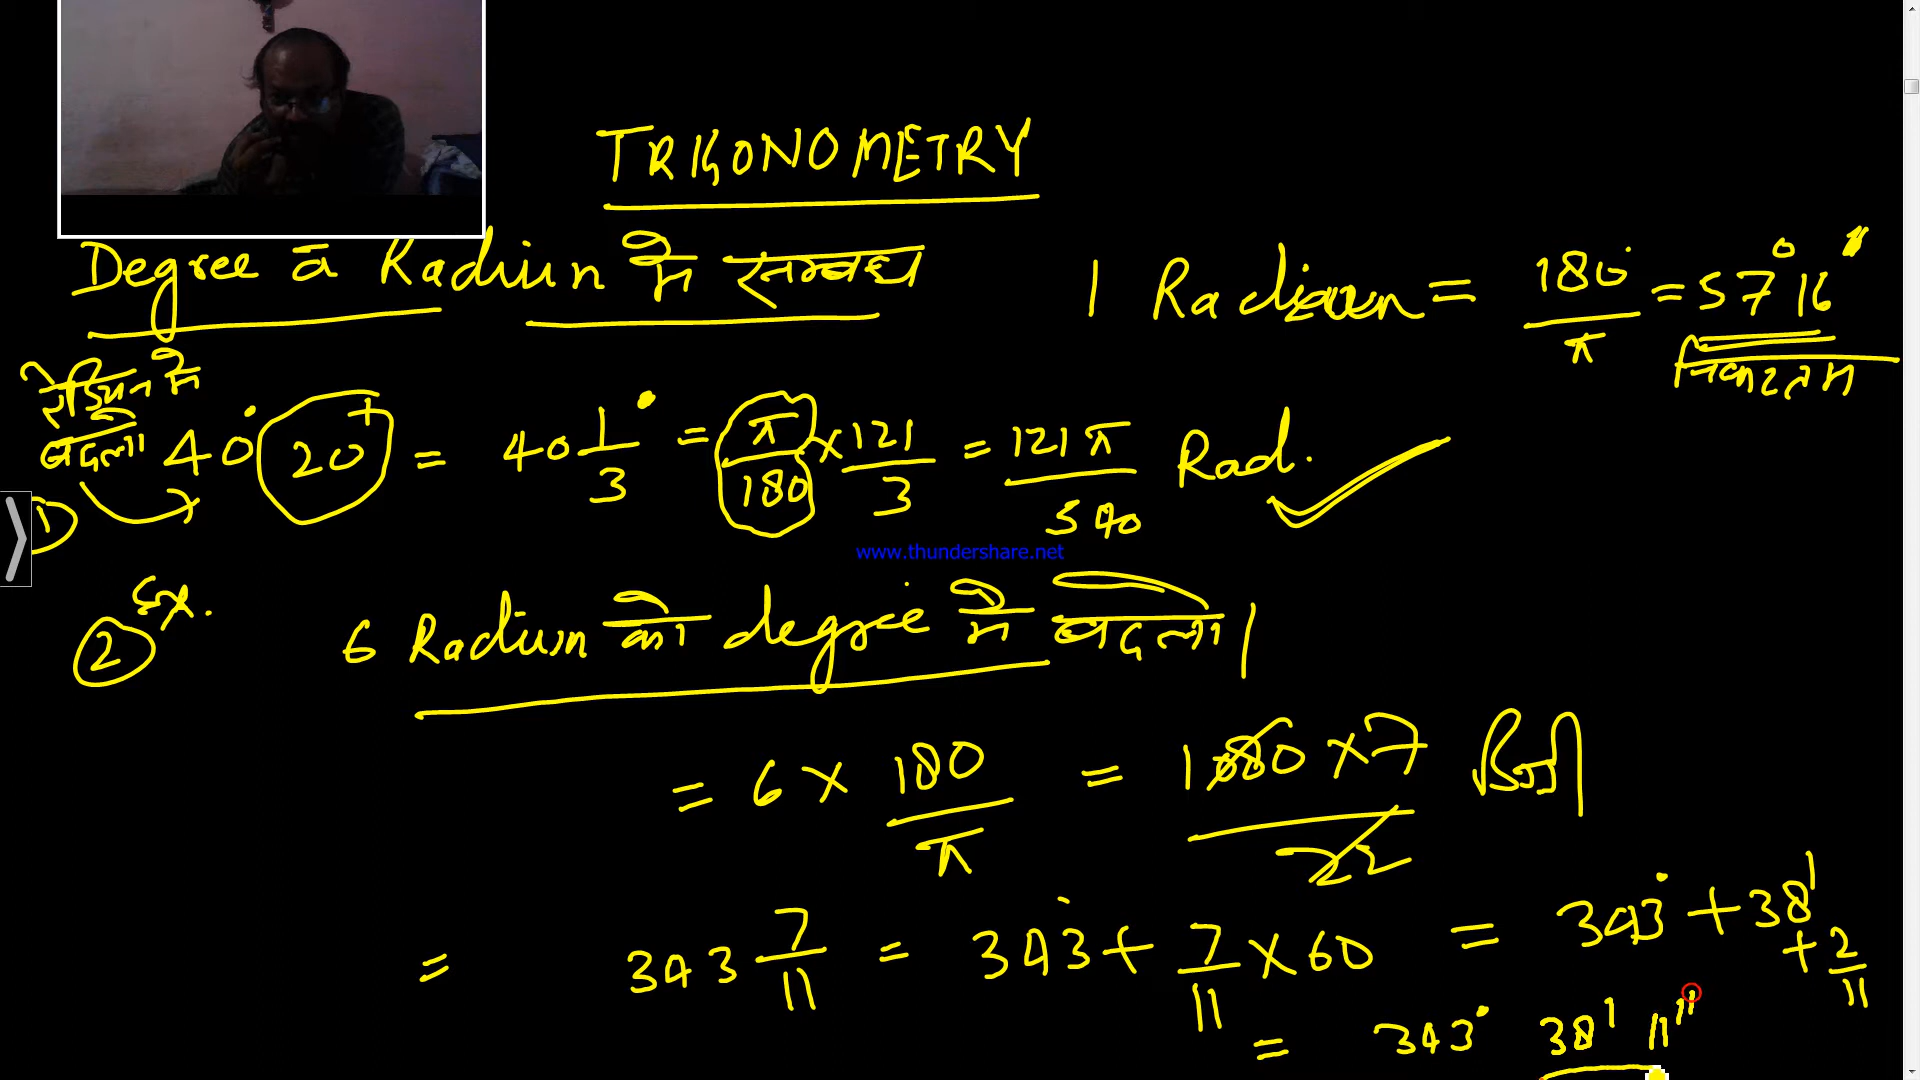 TRIGONOMETRY
Degree व Radian में सम्बन्ध
1 Radian = 180°/π = 57° 16'
निकटतम
रेडियन में
बदलो 40° 20' = 40 1/3° = π/180 × 121/3 = 121π/540 Rad.
1
www.thundershare.net
2 Ex. 6 Radian को degree में बदलो।
= 6 × 180/π = 1080×7/22 डिग्री
= 343 7/11 = 343° + 7/11 × 60 = 343° + 38' + 2/11
= 343° 38' 11"